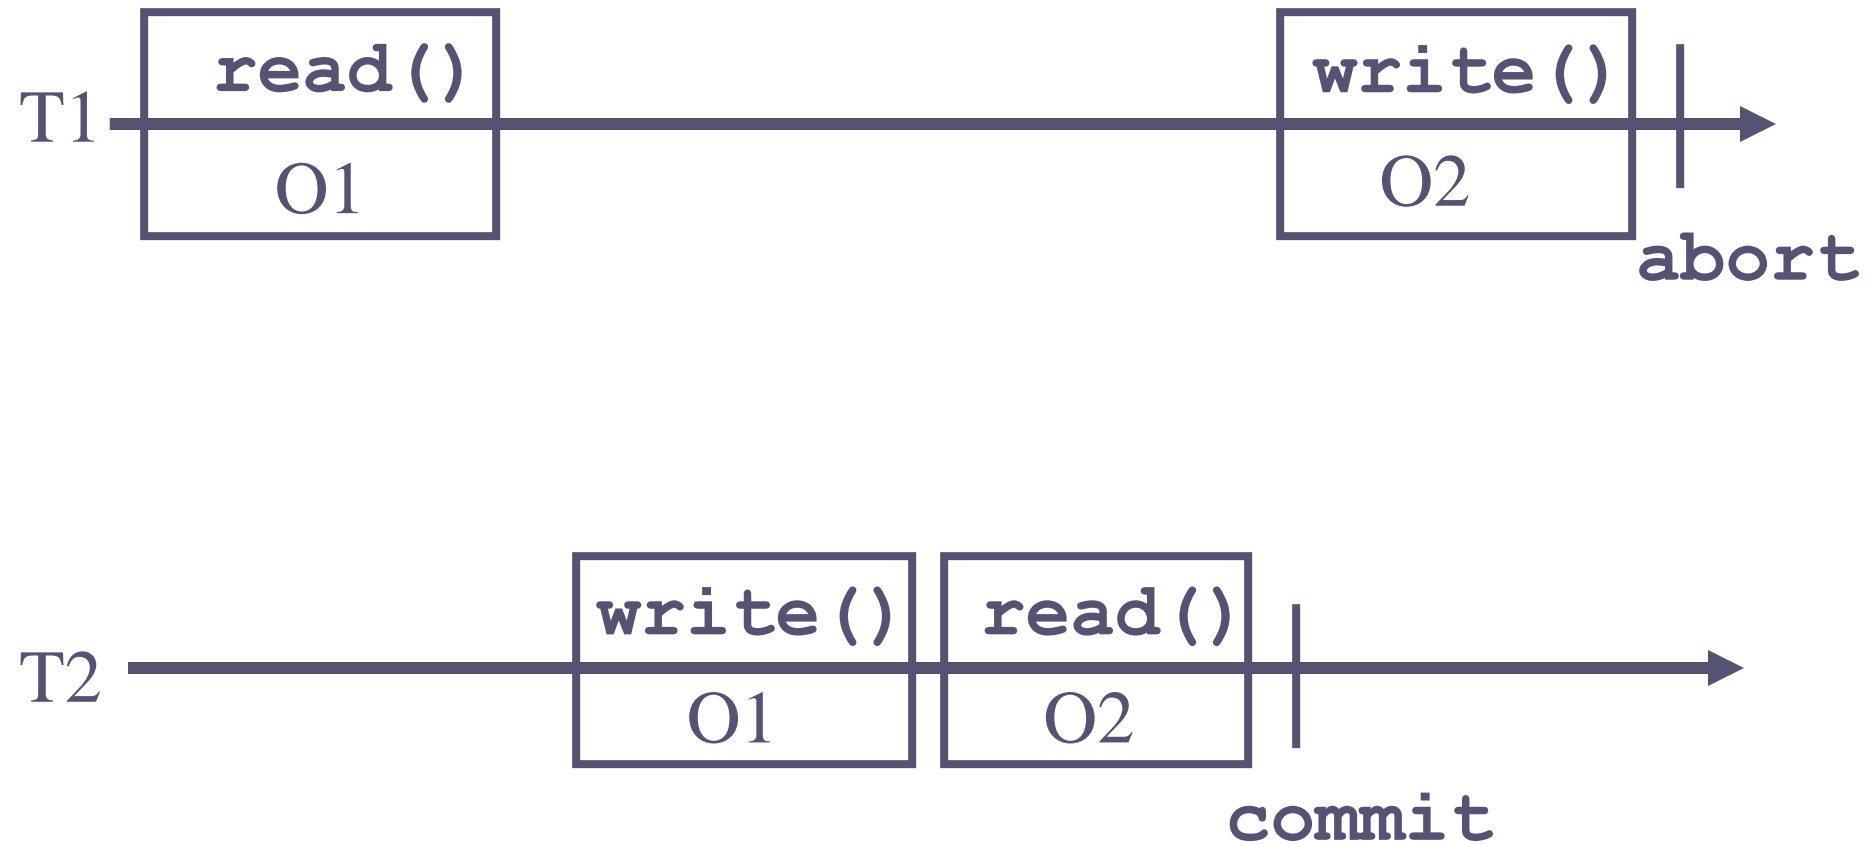 read() write()
T1
O1 O2
abort
write() read()
T2
O1 O2
commit